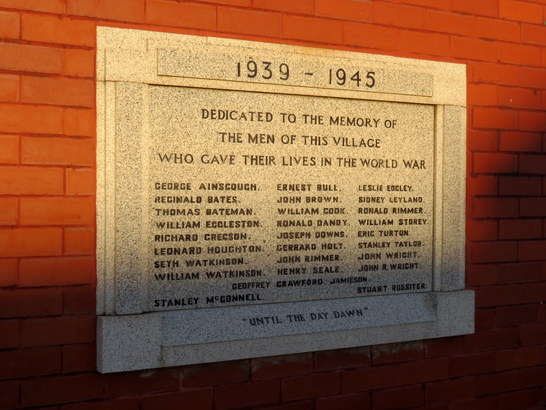 1939 - 1945
DEDICATED TO THE MEMORY OF
THE MEN OF THIS VILLAGE
WHO GAVE THEIR LIVES IN THE WORLD WAR
GEORGE AINSCOUGH. ERNEST BULL. LESLIE EDGLEY.
REGINALD BATES. JOHN BROWN. SIDNEY LEYLAND.
THOMAS BATEMAN. WILLIAM COOK. RONALD RIMMER.
WILLIAM ECCLESTON. RONALD DANDY. WILLIAM STOREY.
RICHARD GREGSON. JOSEPH DOWNS. ERIC TURTON.
LEONARD HOUGHTON. GERRARD HOLT. STANLEY TAYLOR.
SETH WATKINSON. JOHN RIMMER. JOHN WRIGHT.
WILLIAM WATKINSON. HENRY SEALE. JOHN R. WRIGHT.
GEOFFREY CRAWFORD JAMIESON.
STANLEY McCONNELL. STUART ROSSITER.
"UNTIL THE DAY DAWN"